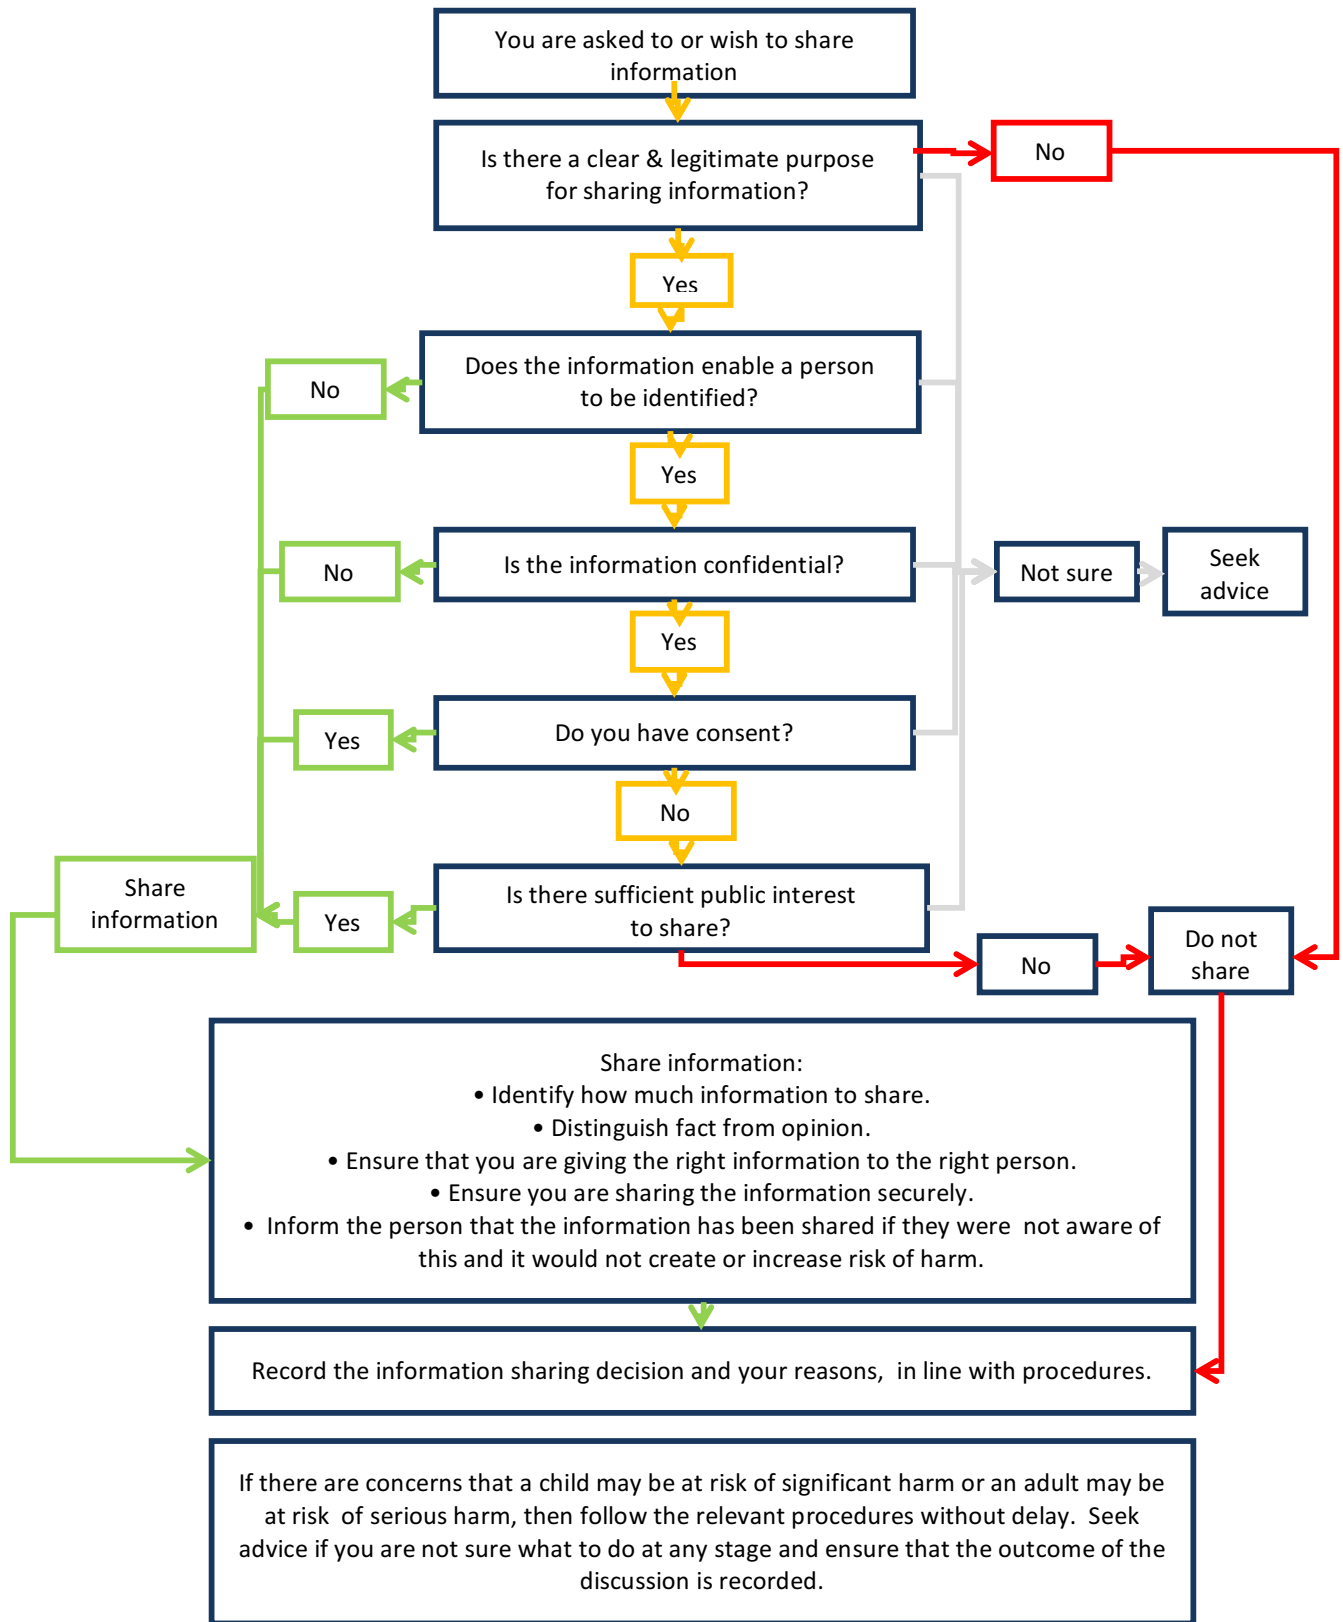 You are asked to or wish to share
information
Is there a clear & legitimate purpose
for sharing information?
No
Yes
Does the information enable a person
to be identified?
No
Yes
Is the information confidential?
No
Not sure
Seek
advice
Yes
Do you have consent?
Yes
No
Is there sufficient public interest
to share?
Yes
Share
information
No
Do not
share
Share information:
• Identify how much information to share.
• Distinguish fact from opinion.
• Ensure that you are giving the right information to the right person.
• Ensure you are sharing the information securely.
• Inform the person that the information has been shared if they were not aware of
this and it would not create or increase risk of harm.
Record the information sharing decision and your reasons, in line with procedures.
If there are concerns that a child may be at risk of significant harm or an adult may be
at risk of serious harm, then follow the relevant procedures without delay. Seek
advice if you are not sure what to do at any stage and ensure that the outcome of the
discussion is recorded.